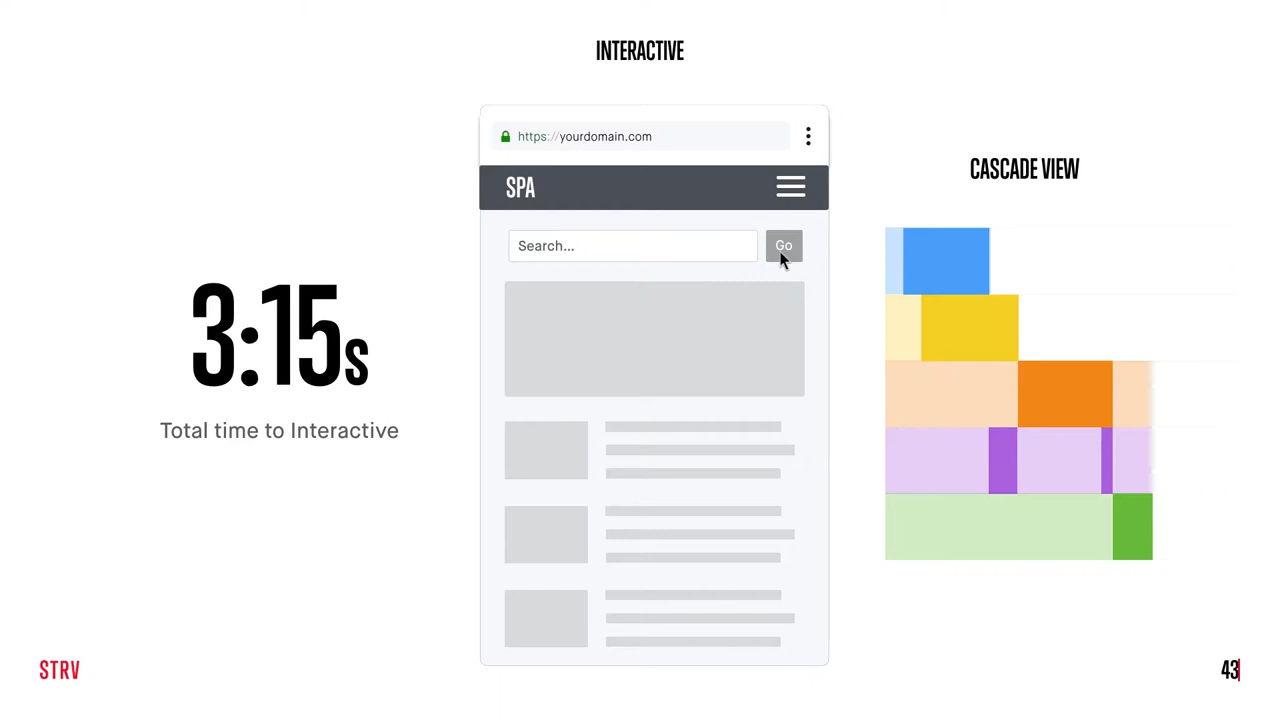 INTERACTIVE
https://yourdomain.com
CASCADE VIEW
SPA
Search...
Go
3:15s
Total time to Interactive
STRV
43